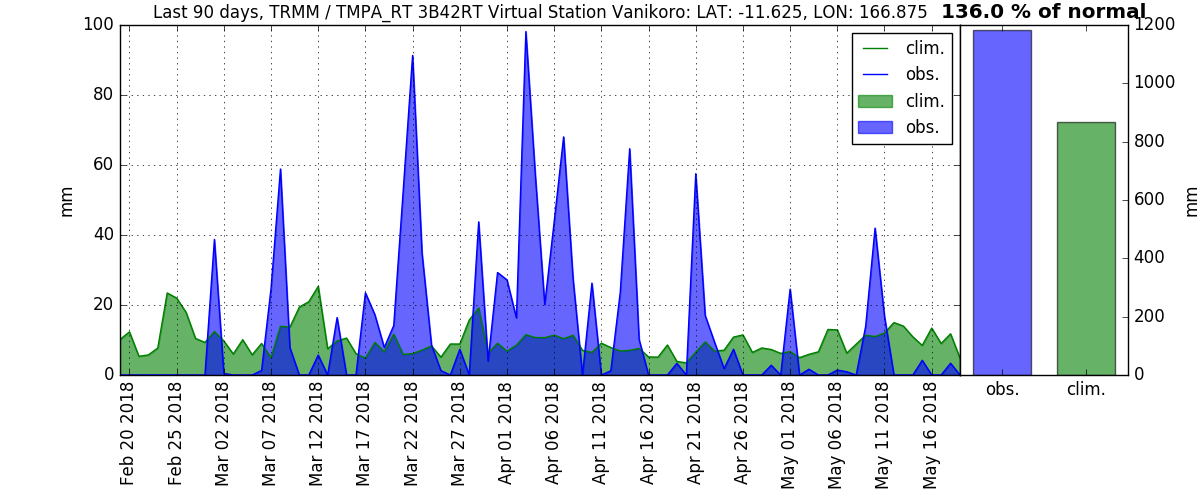 Last 90 days, TRMM / TMPA_RT 3B42RT Virtual Station Vanikoro: LAT: -11.625, LON: 166.875
136.0 % of normal
100
80
60
40
20
0
mm
clim.
obs.
clim.
obs.
1200
1000
800
600
400
200
0
mm
obs.
clim.
Feb 20 2018
Feb 25 2018
Mar 02 2018
Mar 07 2018
Mar 12 2018
Mar 17 2018
Mar 22 2018
Mar 27 2018
Apr 01 2018
Apr 06 2018
Apr 11 2018
Apr 16 2018
Apr 21 2018
Apr 26 2018
May 01 2018
May 06 2018
May 11 2018
May 16 2018